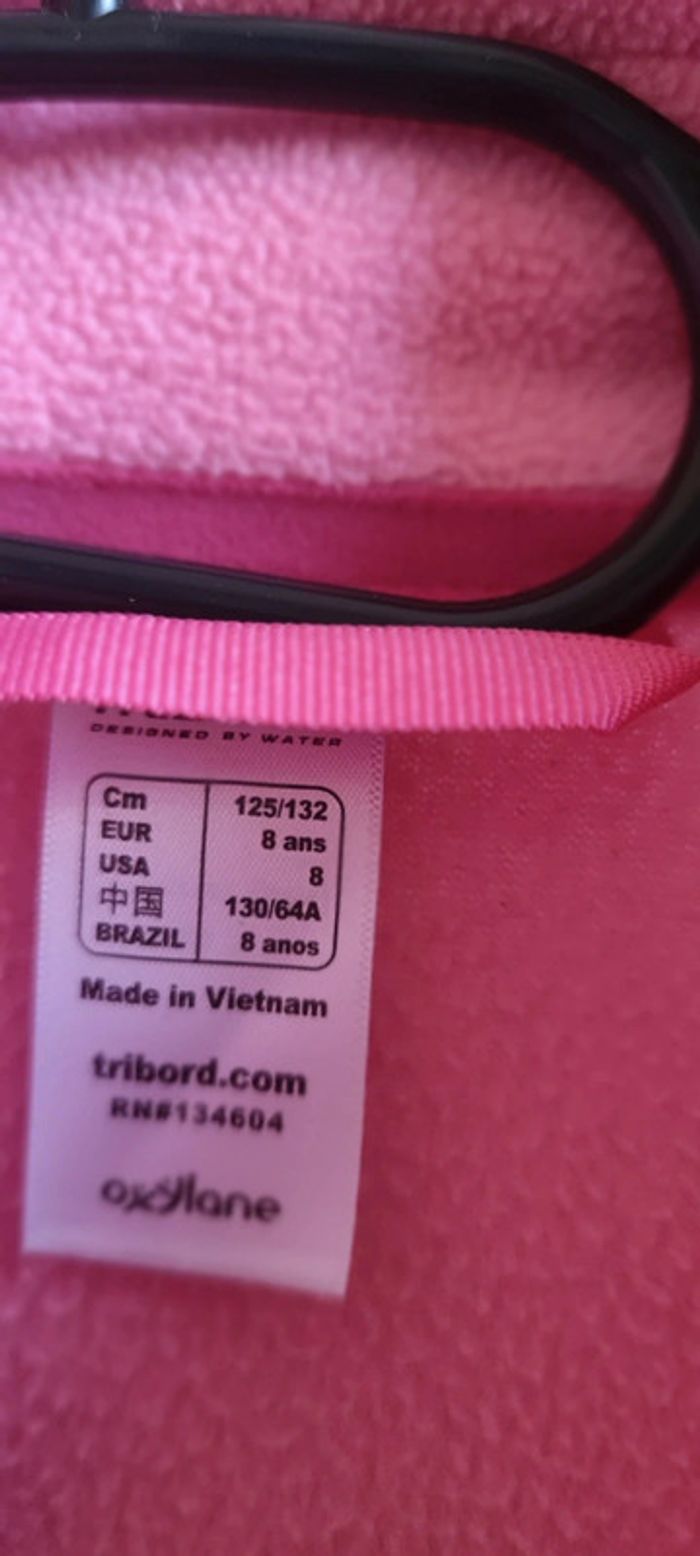 DESIGNED BY WATER
Cm 125/132
EUR 8 ans
USA 8
中国 130/64A
BRAZIL 8 anos
Made in Vietnam
tribord.com
RN#134604
oxylane